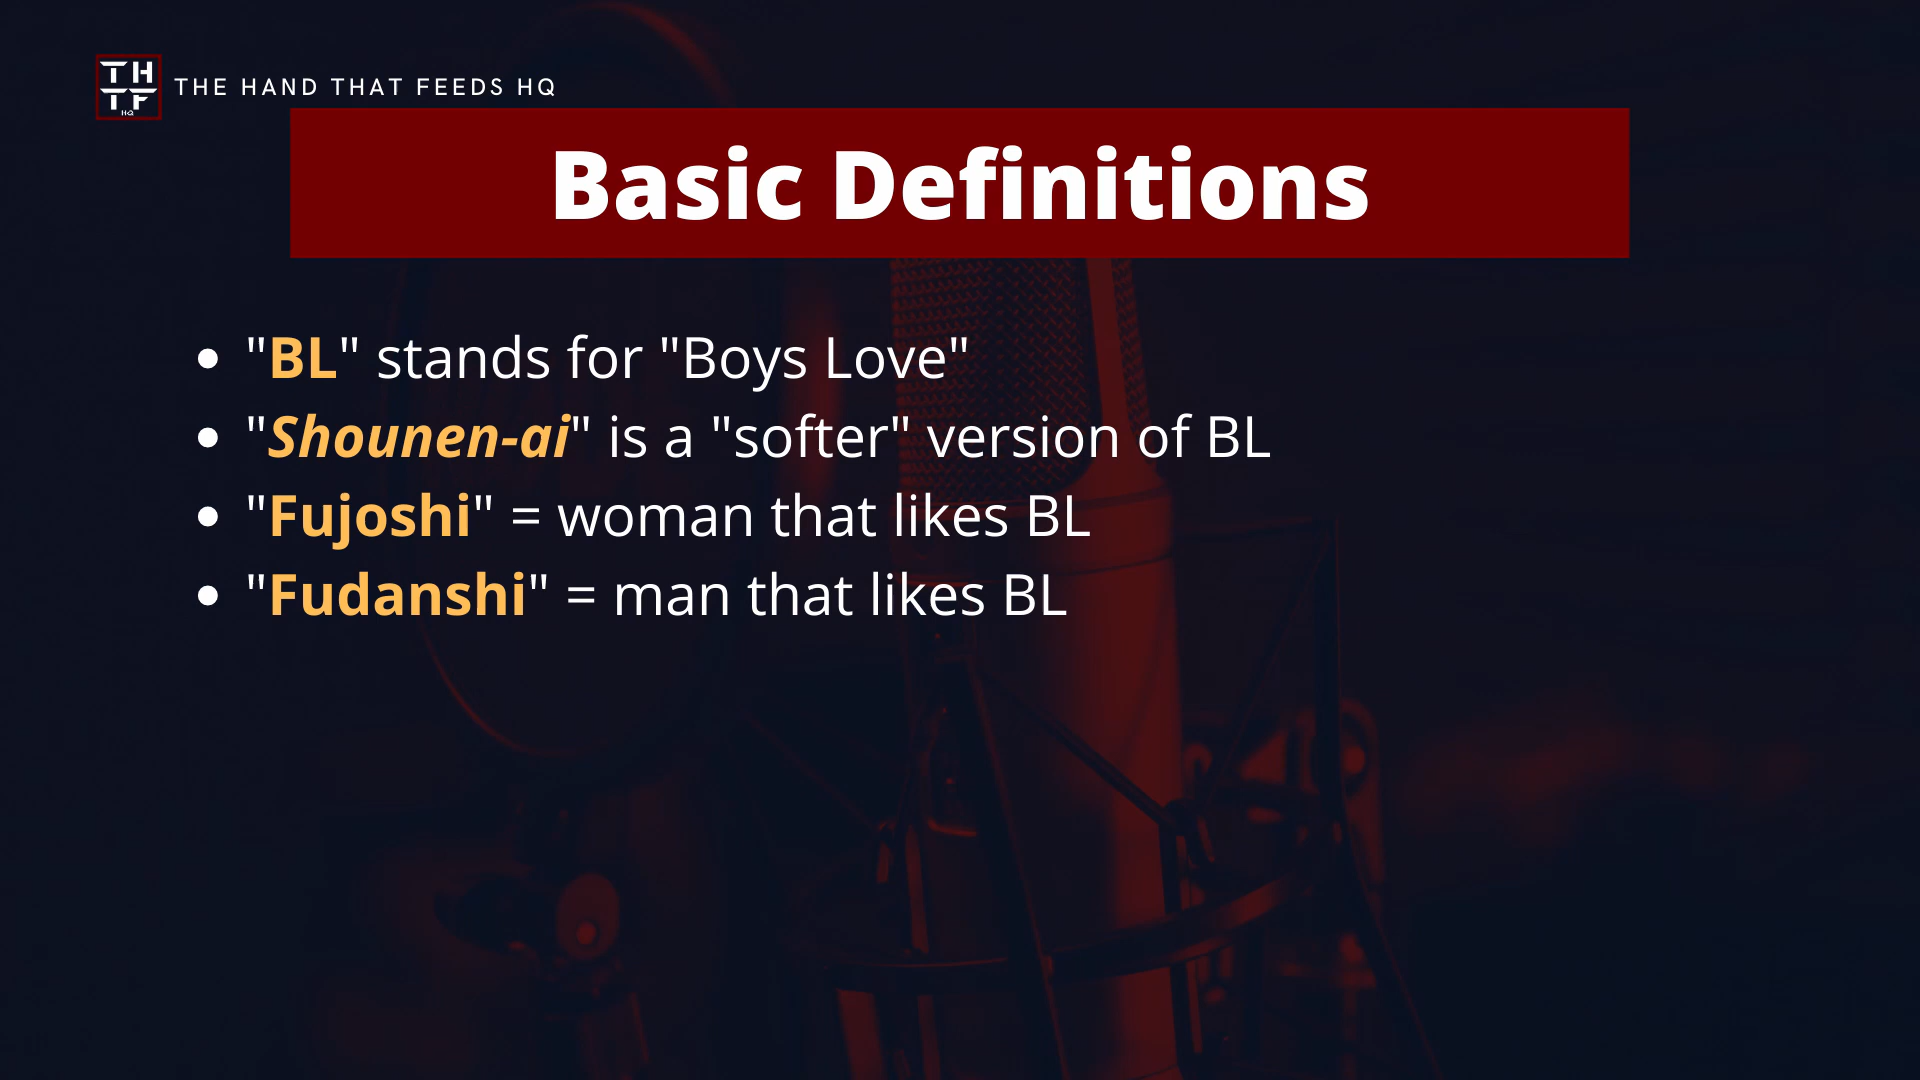 TH
TF
HQ
THE HAND THAT FEEDS HQ
Basic Definitions
"BL" stands for "Boys Love"
"Shounen-ai" is a "softer" version of BL
"Fujoshi" = woman that likes BL
"Fudanshi" = man that likes BL